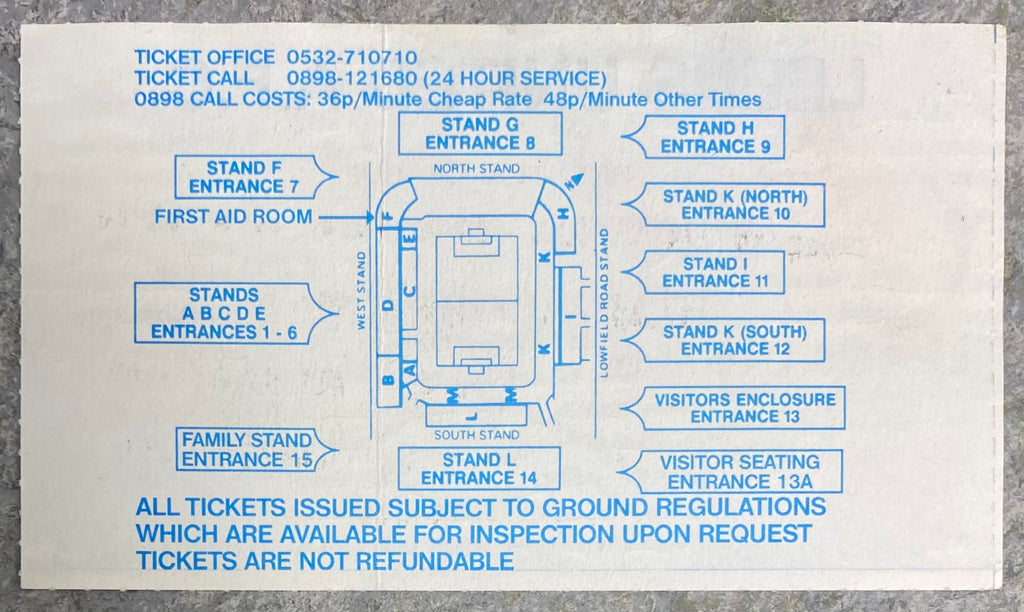 TICKET OFFICE 0532-710710
TICKET CALL 0898-121680 (24 HOUR SERVICE)
0898 CALL COSTS: 36p/Minute Cheap Rate 48p/Minute Other Times
STAND G
ENTRANCE 8
STAND H
ENTRANCE 9
STAND F
ENTRANCE 7
NORTH STAND
N
STAND K (NORTH)
ENTRANCE 10
FIRST AID ROOM
F
H
E
K
WEST STAND
LOWFIELD ROAD STAND
STAND I
ENTRANCE 11
STANDS
A B C D E
ENTRANCES 1 - 6
D
C
I
STAND K (SOUTH)
ENTRANCE 12
K
B
A
M
M
L
VISITORS ENCLOSURE
ENTRANCE 13
FAMILY STAND
ENTRANCE 15
SOUTH STAND
STAND L
ENTRANCE 14
VISITOR SEATING
ENTRANCE 13A
ALL TICKETS ISSUED SUBJECT TO GROUND REGULATIONS
WHICH ARE AVAILABLE FOR INSPECTION UPON REQUEST
TICKETS ARE NOT REFUNDABLE